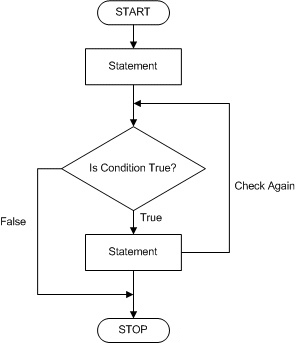 START
Statement
Is Condition True?
Check Again
True
False
Statement
STOP